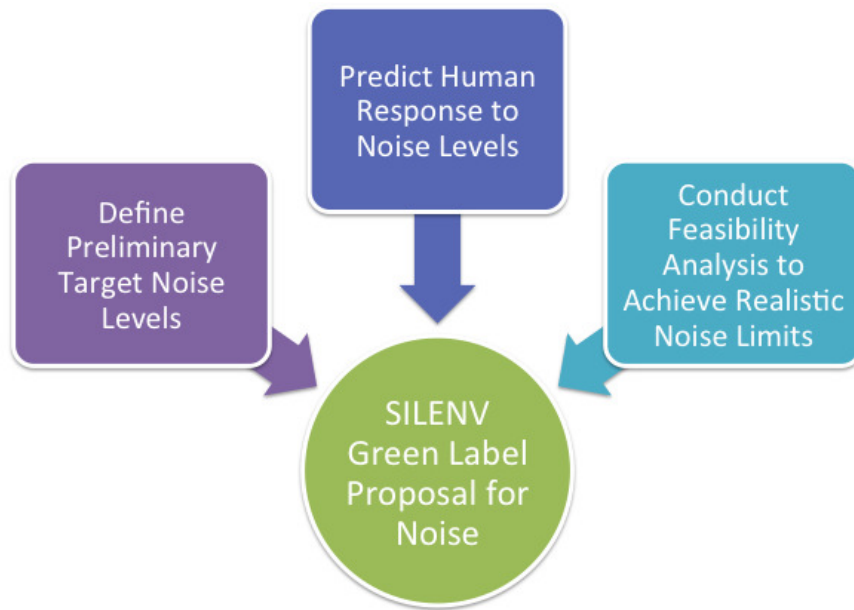 Predict Human
Response to
Noise Levels
Define
Preliminary
Target Noise
Levels
Conduct
Feasibility
Analysis to
Achieve Realistic
Noise Limits
SILENV
Green Label
Proposal for
Noise